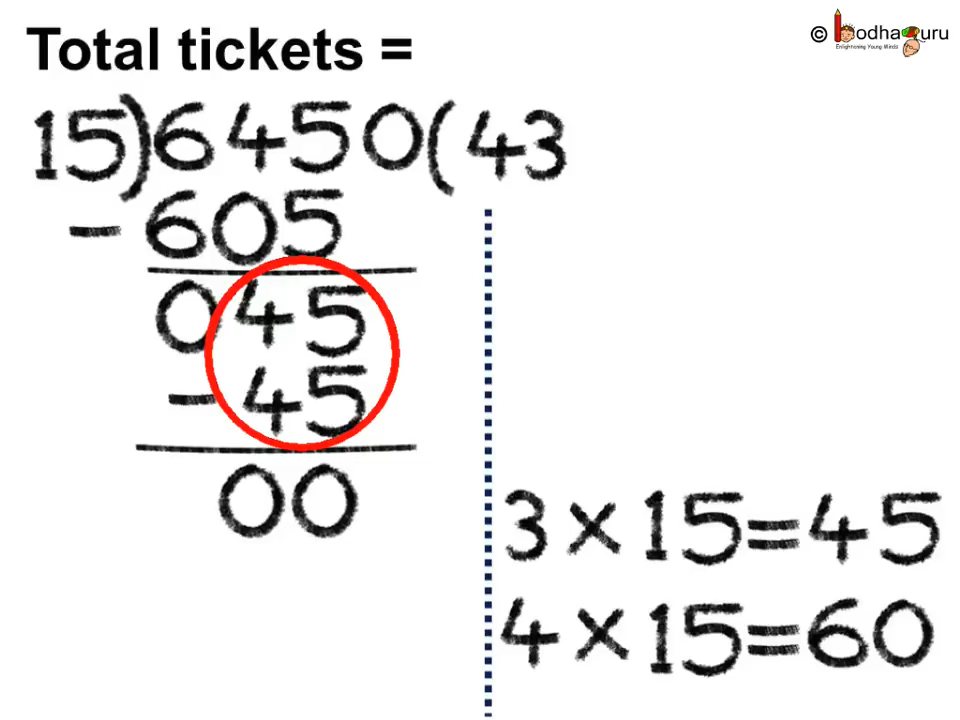 Total tickets =
© BodhaGuru
Enlightening Young Minds
15)6450(43
- 605
045
- 45
00
3 × 15 = 45
4 × 15 = 60